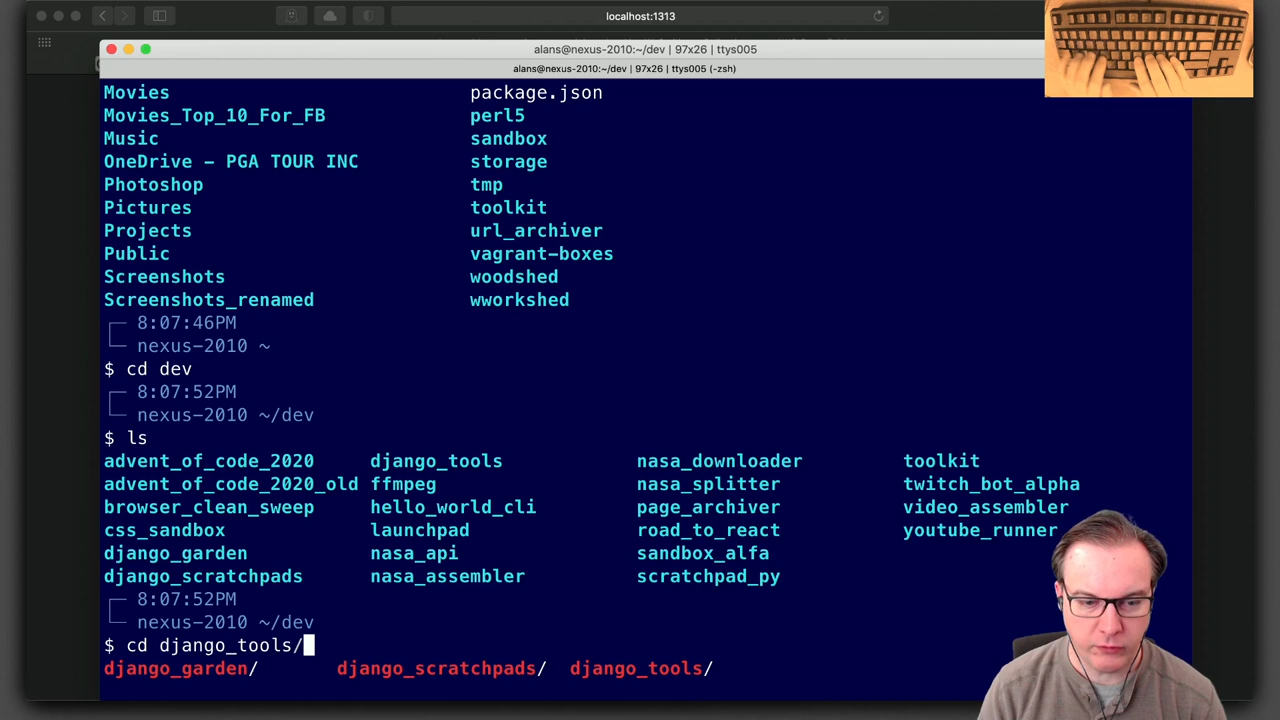 localhost:1313
alans@nexus-2010:~/dev | 97x26 | ttys005
alans@nexus-2010:~/dev | 97x26 | ttys005 (-zsh)
Movies package.json
Movies_Top_10_For_FB perl5
Music sandbox
OneDrive - PGA TOUR INC storage
Photoshop tmp
Pictures toolkit
Projects url_archiver
Public vagrant-boxes
Screenshots woodshed
Screenshots_renamed wworkshed
┌─ 8:07:46PM
└─ nexus-2010 ~
$ cd dev
┌─ 8:07:52PM
└─ nexus-2010 ~/dev
$ ls
advent_of_code_2020 django_tools nasa_downloader toolkit
advent_of_code_2020_old ffmpeg nasa_splitter twitch_bot_alpha
browser_clean_sweep hello_world_cli page_archiver video_assembler
css_sandbox launchpad road_to_react youtube_runner
django_garden nasa_api sandbox_alfa
django_scratchpads nasa_assembler scratchpad_py
┌─ 8:07:52PM
└─ nexus-2010 ~/dev
$ cd django_tools/
django_garden/ django_scratchpads/ django_tools/